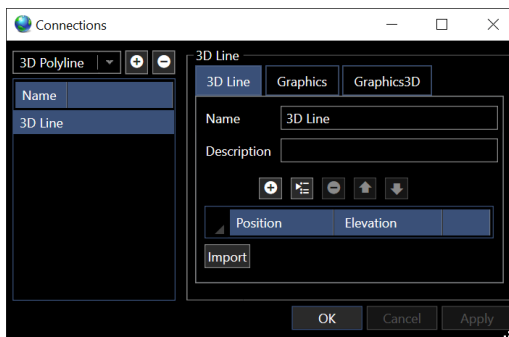 Connections
3D Polyline
Name
3D Line
3D Line
3D Line
Graphics
Graphics3D
Name
3D Line
Description
Position
Elevation
Import
OK
Cancel
Apply